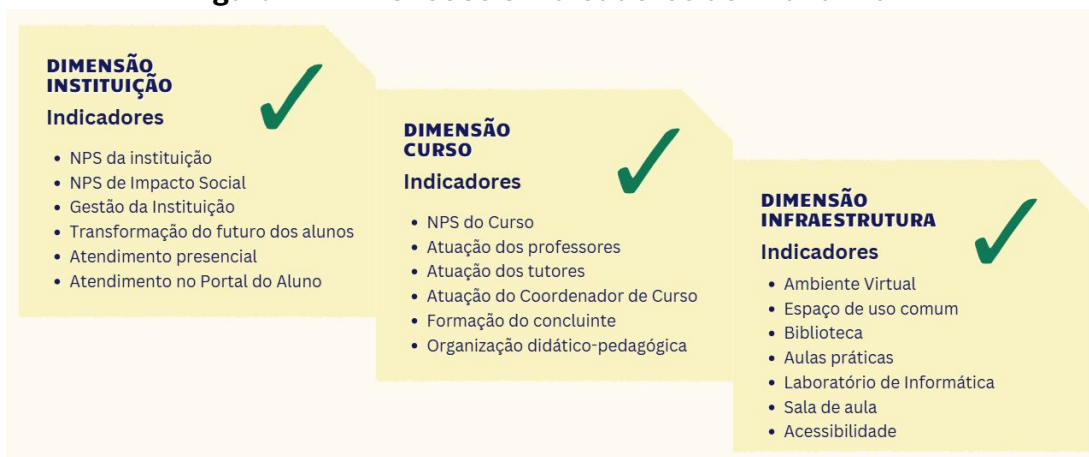 DIMENSÃO
INSTITUIÇÃO
Indicadores
• NPS da instituição
• NPS de Impacto Social
• Gestão da Instituição
• Transformação do futuro dos alunos
• Atendimento presencial
• Atendimento no Portal do Aluno
DIMENSÃO
CURSO
Indicadores
• NPS do Curso
• Atuação dos professores
• Atuação dos tutores
• Atuação do Coordenador de Curso
• Formação do concluinte
• Organização didático-pedagógica
DIMENSÃO
INFRAESTRUTURA
Indicadores
• Ambiente Virtual
• Espaço de uso comum
• Biblioteca
• Aulas práticas
• Laboratório de Informática
• Sala de aula
• Acessibilidade